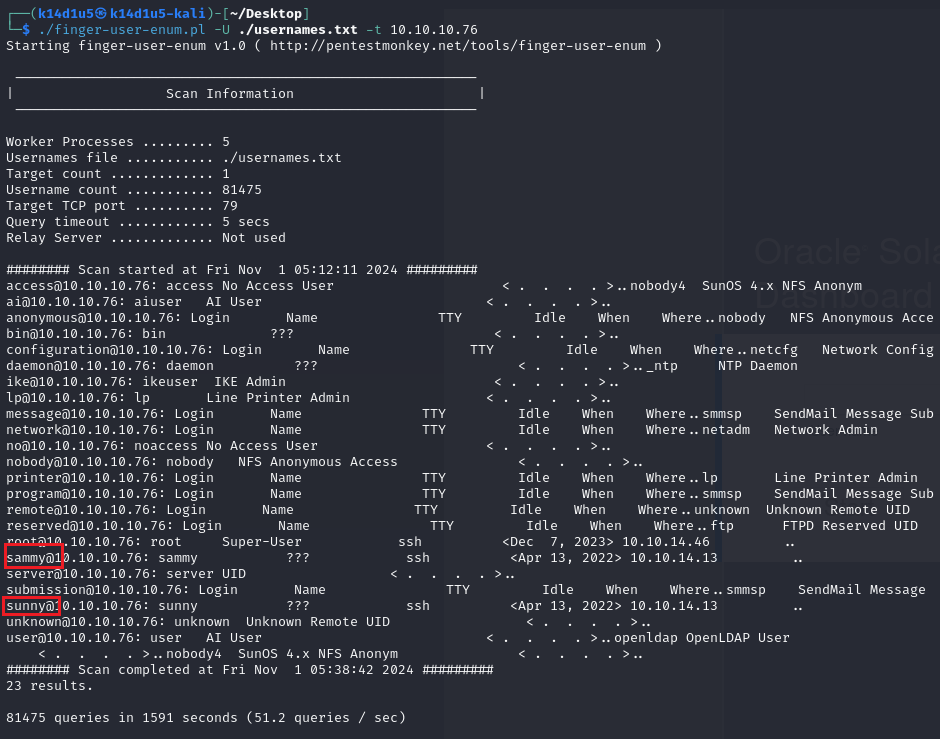 ┌──(k14d1u5㉿k14d1u5-kali)-[~/Desktop]
└─$ ./finger-user-enum.pl -U ./usernames.txt -t 10.10.10.76
Starting finger-user-enum v1.0 ( http://pentestmonkey.net/tools/finger-user-enum )
 ----------------------------------------------------------
|                   Scan Information                       |
 ----------------------------------------------------------
Worker Processes ......... 5
Usernames file ........... ./usernames.txt
Target count ............. 1
Username count ........... 81475
Target TCP port .......... 79
Query timeout ............ 5 secs
Relay Server ............. Not used
######## Scan started at Fri Nov  1 05:12:11 2024 #########
access@10.10.10.76: access No Access User                     < .  .  .  . >..nobody4  SunOS 4.x NFS Anonym
ai@10.10.10.76: aiuser   AI User                            < .  .  .  . >..
anonymous@10.10.10.76: Login       Name               TTY         Idle    When    Where..nobody   NFS Anonymous Acce
bin@10.10.10.76: bin             ???                         < .  .  .  . >..
configuration@10.10.10.76: Login       Name               TTY         Idle    When    Where..netcfg   Network Config
daemon@10.10.10.76: daemon          ???                         < .  .  .  . >.._ntp     NTP Daemon
ike@10.10.10.76: ikeuser  IKE Admin                          < .  .  .  . >..
lp@10.10.10.76: lp       Line Printer Admin                 < .  .  .  . >..
message@10.10.10.76: Login       Name               TTY         Idle    When    Where..smmsp    SendMail Message Sub
network@10.10.10.76: Login       Name               TTY         Idle    When    Where..netadm   Network Admin
no@10.10.10.76: noaccess No Access User                     < .  .  .  . >..
nobody@10.10.10.76: nobody   NFS Anonymous Access               < .  .  .  . >..
printer@10.10.10.76: Login       Name               TTY         Idle    When    Where..lp       Line Printer Admin
program@10.10.10.76: Login       Name               TTY         Idle    When    Where..smmsp    SendMail Message Sub
remote@10.10.10.76: Login       Name               TTY         Idle    When    Where..unknown  Unknown Remote UID
reserved@10.10.10.76: Login       Name               TTY         Idle    When    Where..ftp      FTPD Reserved UID
root@10.10.10.76: root     Super-User            ssh          <Dec  7, 2023> 10.10.14.46         ..
sammy@10.10.10.76: sammy           ???            ssh          <Apr 13, 2022> 10.10.14.13         ..
server@10.10.10.76: server UID                  < .  .  .  . >..
submission@10.10.10.76: Login       Name               TTY         Idle    When    Where..smmsp    SendMail Message
sunny@10.10.10.76: sunny           ???            ssh          <Apr 13, 2022> 10.10.14.13         ..
unknown@10.10.10.76: unknown  Unknown Remote UID                 < .  .  .  . >..
user@10.10.10.76: user   AI User                            < .  .  .  . >..openldap OpenLDAP User
    < .  .  .  . >..nobody4  SunOS 4.x NFS Anonym               < .  .  .  . >..
######## Scan completed at Fri Nov  1 05:38:42 2024 #########
23 results.
81475 queries in 1591 seconds (51.2 queries / sec)
Oracle Sola
Dashboard